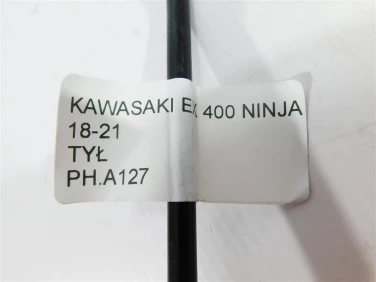 KAWASAKI EX 400 NINJA
18-21
TYŁ
PH.A127